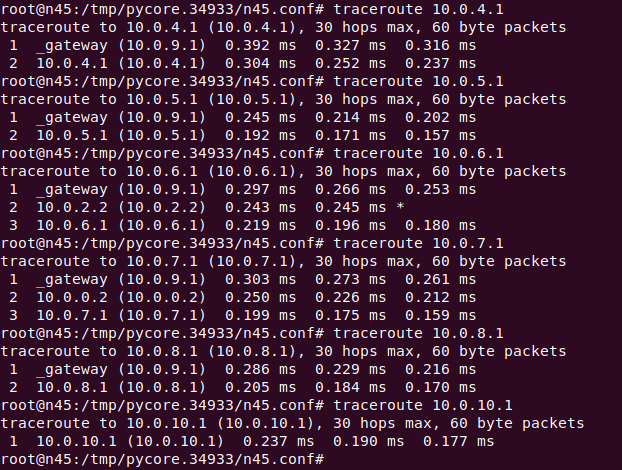 root@n45:/tmp/pycore.34933/n45.conf# traceroute 10.0.4.1
traceroute to 10.0.4.1 (10.0.4.1), 30 hops max, 60 byte packets
 1  _gateway (10.0.9.1)  0.392 ms  0.327 ms  0.316 ms
 2  10.0.4.1 (10.0.4.1)  0.304 ms  0.252 ms  0.237 ms
root@n45:/tmp/pycore.34933/n45.conf# traceroute 10.0.5.1
traceroute to 10.0.5.1 (10.0.5.1), 30 hops max, 60 byte packets
 1  _gateway (10.0.9.1)  0.245 ms  0.214 ms  0.202 ms
 2  10.0.5.1 (10.0.5.1)  0.192 ms  0.171 ms  0.157 ms
root@n45:/tmp/pycore.34933/n45.conf# traceroute 10.0.6.1
traceroute to 10.0.6.1 (10.0.6.1), 30 hops max, 60 byte packets
 1  _gateway (10.0.9.1)  0.297 ms  0.266 ms  0.253 ms
 2  10.0.2.2 (10.0.2.2)  0.243 ms  0.245 ms *
 3  10.0.6.1 (10.0.6.1)  0.219 ms  0.196 ms  0.180 ms
root@n45:/tmp/pycore.34933/n45.conf# traceroute 10.0.7.1
traceroute to 10.0.7.1 (10.0.7.1), 30 hops max, 60 byte packets
 1  _gateway (10.0.9.1)  0.303 ms  0.273 ms  0.261 ms
 2  10.0.0.2 (10.0.0.2)  0.250 ms  0.226 ms  0.212 ms
 3  10.0.7.1 (10.0.7.1)  0.199 ms  0.175 ms  0.159 ms
root@n45:/tmp/pycore.34933/n45.conf# traceroute 10.0.8.1
traceroute to 10.0.8.1 (10.0.8.1), 30 hops max, 60 byte packets
 1  _gateway (10.0.9.1)  0.286 ms  0.229 ms  0.216 ms
 2  10.0.8.1 (10.0.8.1)  0.205 ms  0.184 ms  0.170 ms
root@n45:/tmp/pycore.34933/n45.conf# traceroute 10.0.10.1
traceroute to 10.0.10.1 (10.0.10.1), 30 hops max, 60 byte packets
 1  10.0.10.1 (10.0.10.1)  0.237 ms  0.190 ms  0.177 ms
root@n45:/tmp/pycore.34933/n45.conf#